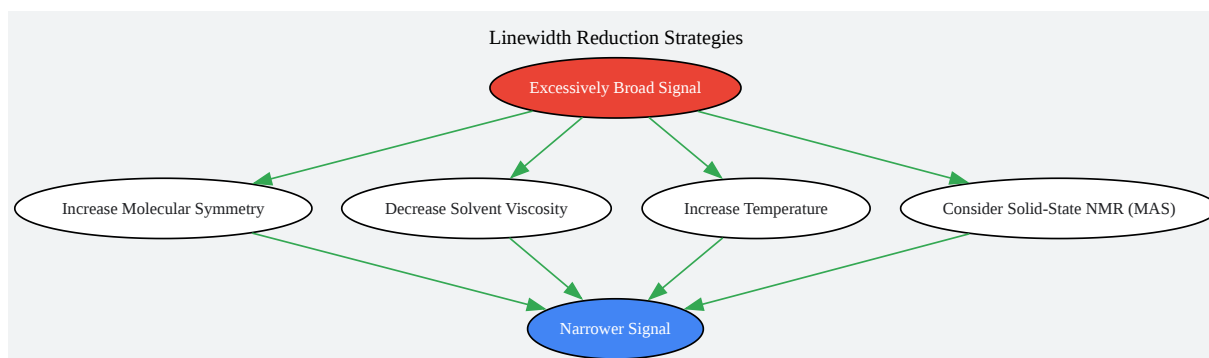 Linewidth Reduction Strategies
Excessively Broad Signal
Increase Molecular Symmetry
Decrease Solvent Viscosity
Increase Temperature
Consider Solid-State NMR (MAS)
Narrower Signal